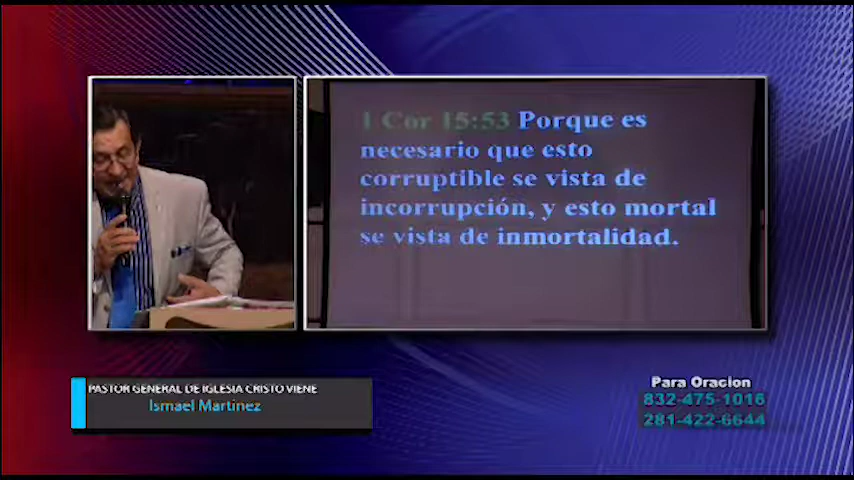 1 Cor 15:53 Porque es
necesario que esto
corruptible se vista de
incorrupción, y esto mortal
se vista de inmortalidad.
PASTOR GENERAL DE IGLESIA CRISTO VIENE
Ismael Martinez
Para Oracion
832-475-1016
281-422-6644